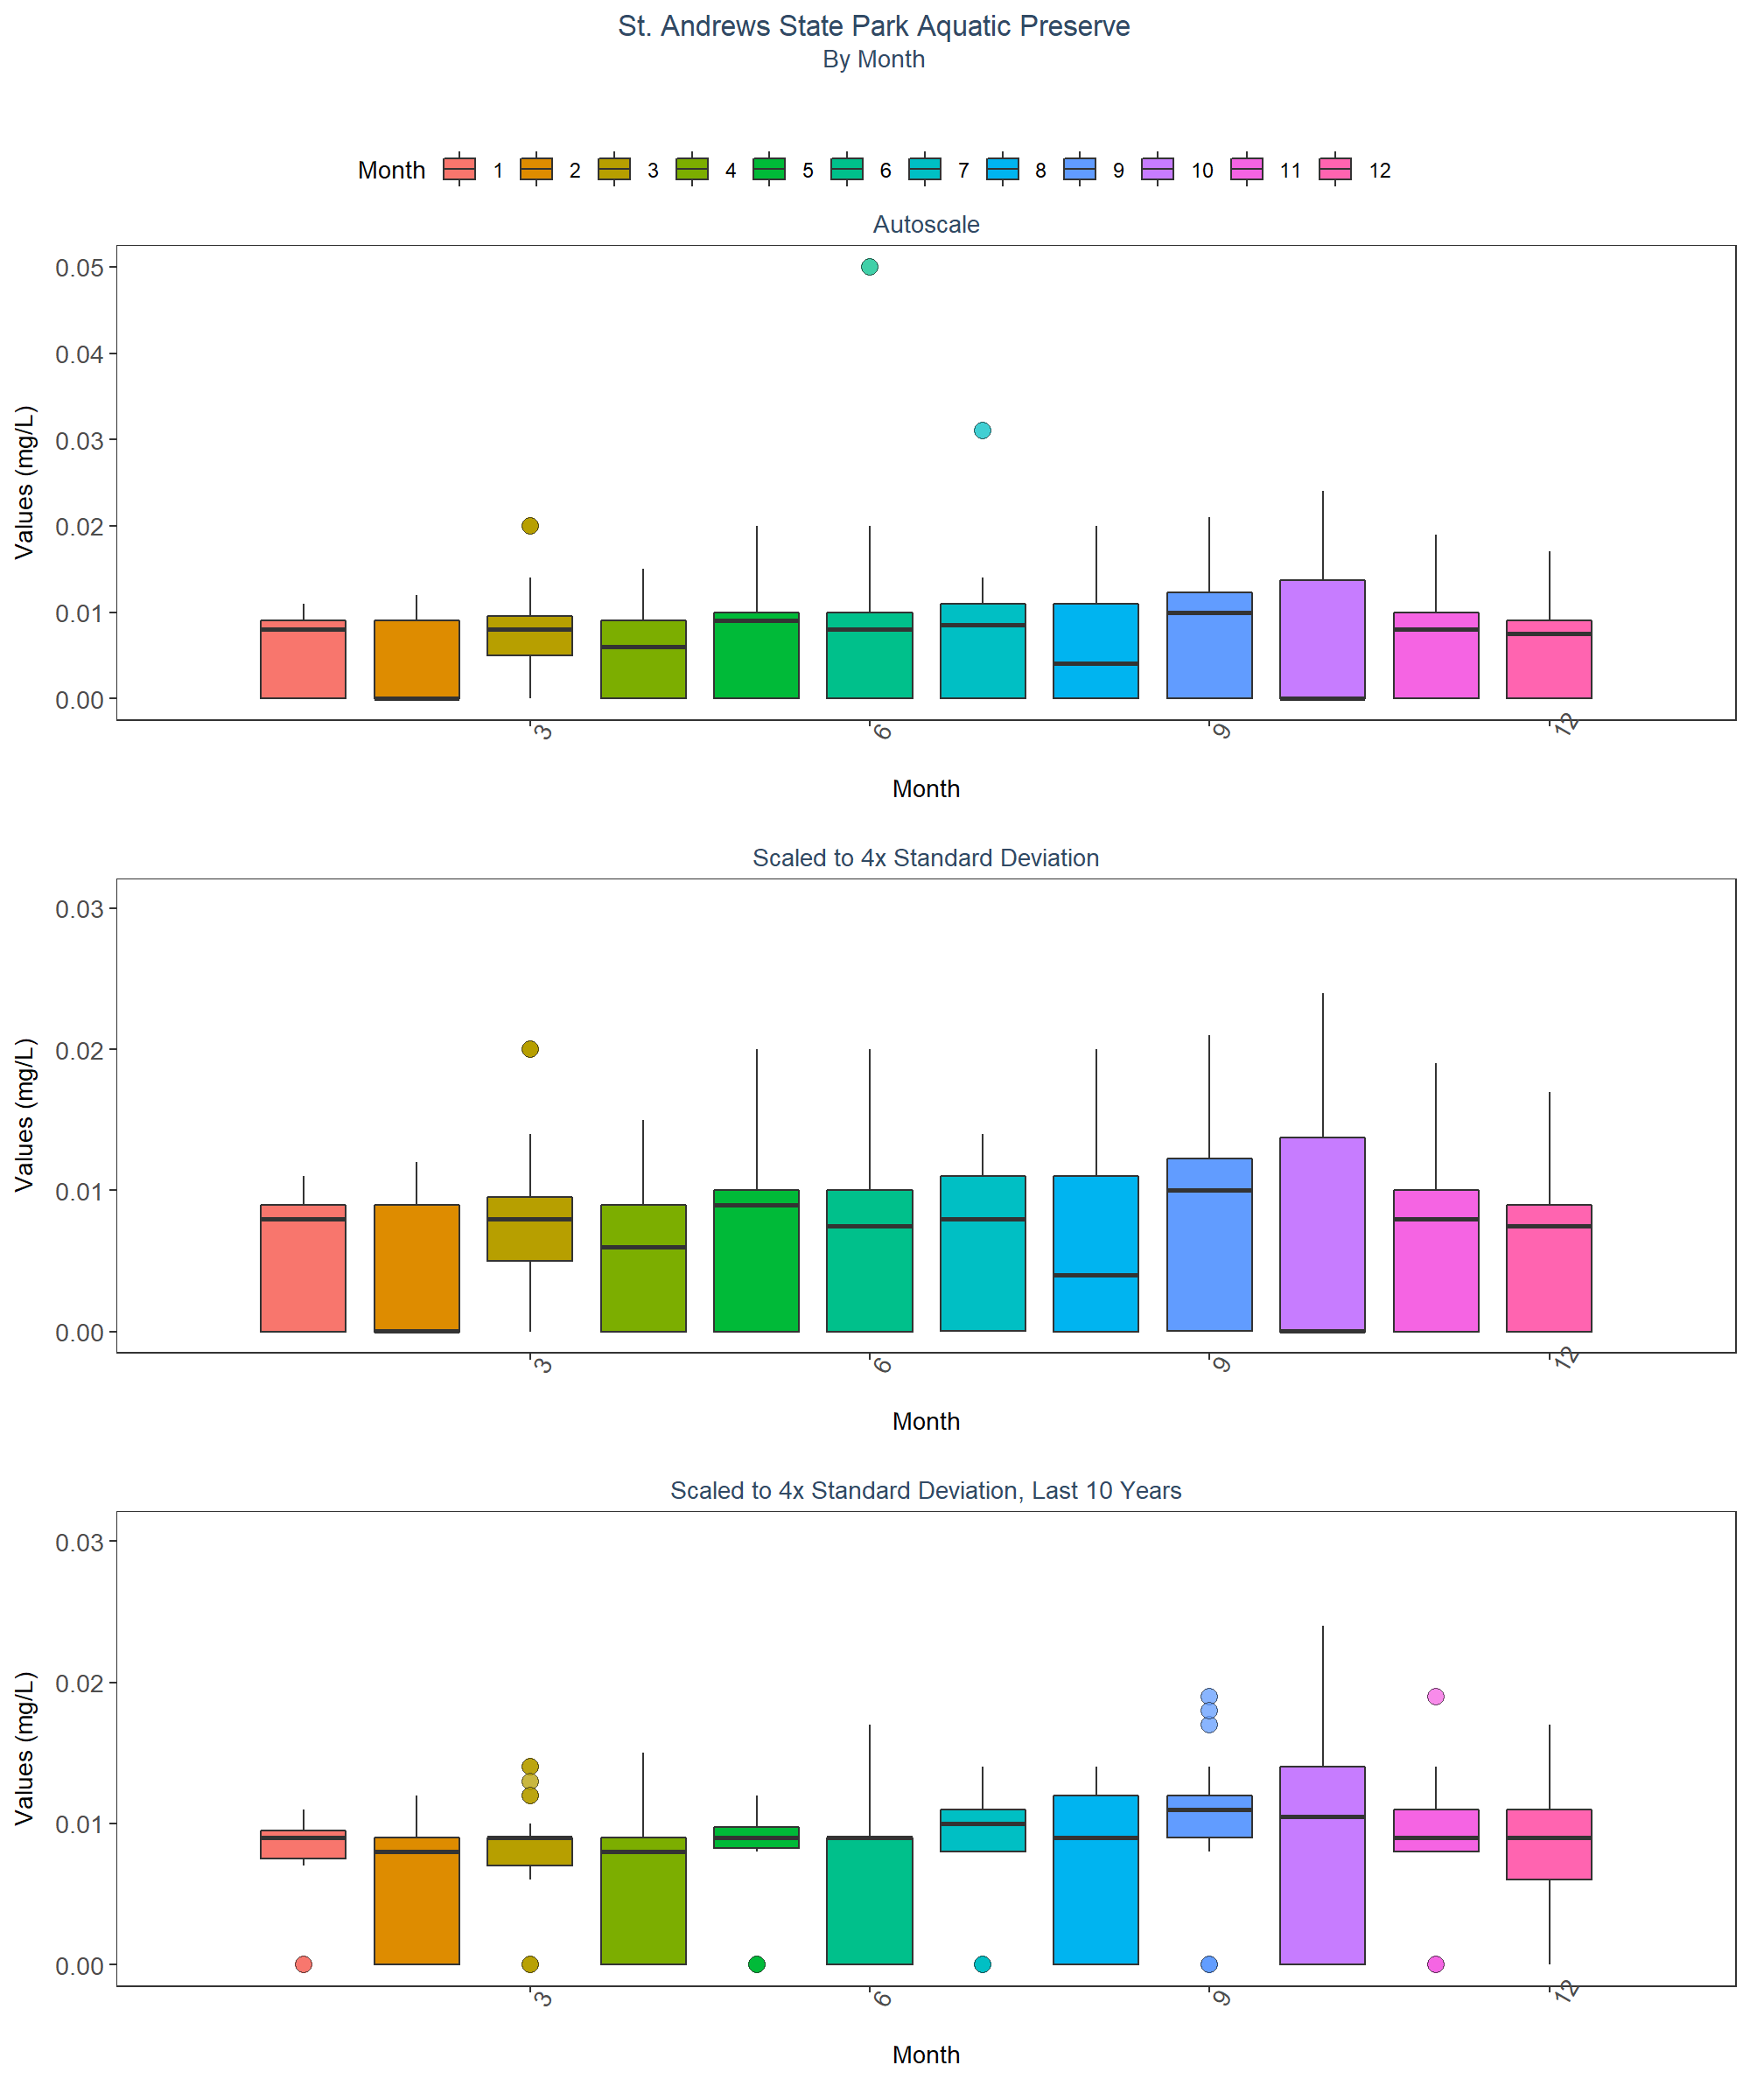 St. Andrews State Park Aquatic Preserve
By Month
Month 1 2 3 4 5 6 7 8 9 10 11 12
Autoscale
Values (mg/L)
0.05
0.04
0.03
0.02
0.01
0.00
3 6 9 12
Month
Scaled to 4x Standard Deviation
Values (mg/L)
0.03
0.02
0.01
0.00
3 6 9 12
Month
Scaled to 4x Standard Deviation, Last 10 Years
Values (mg/L)
0.03
0.02
0.01
0.00
3 6 9 12
Month